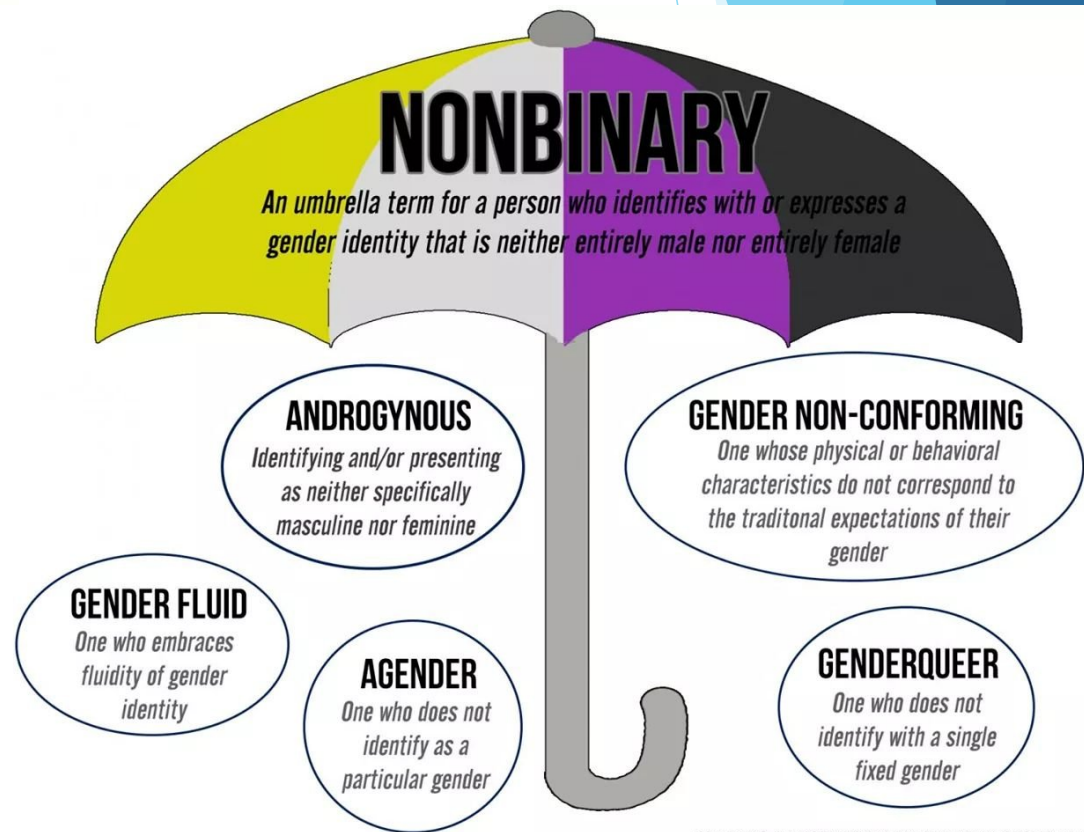 NONBINARY
An umbrella term for a person who identifies with or expresses a
gender identity that is neither entirely male nor entirely female
ANDROGYNOUS
Identifying and/or presenting
as neither specifically
masculine nor feminine
GENDER NON-CONFORMING
One whose physical or behavioral
characteristics do not correspond to
the traditonal expectations of their
gender
GENDER FLUID
One who embraces
fluidity of gender
identity
AGENDER
One who does not
identify as a
particular gender
GENDERQUEER
One who does not
identify with a single
fixed gender